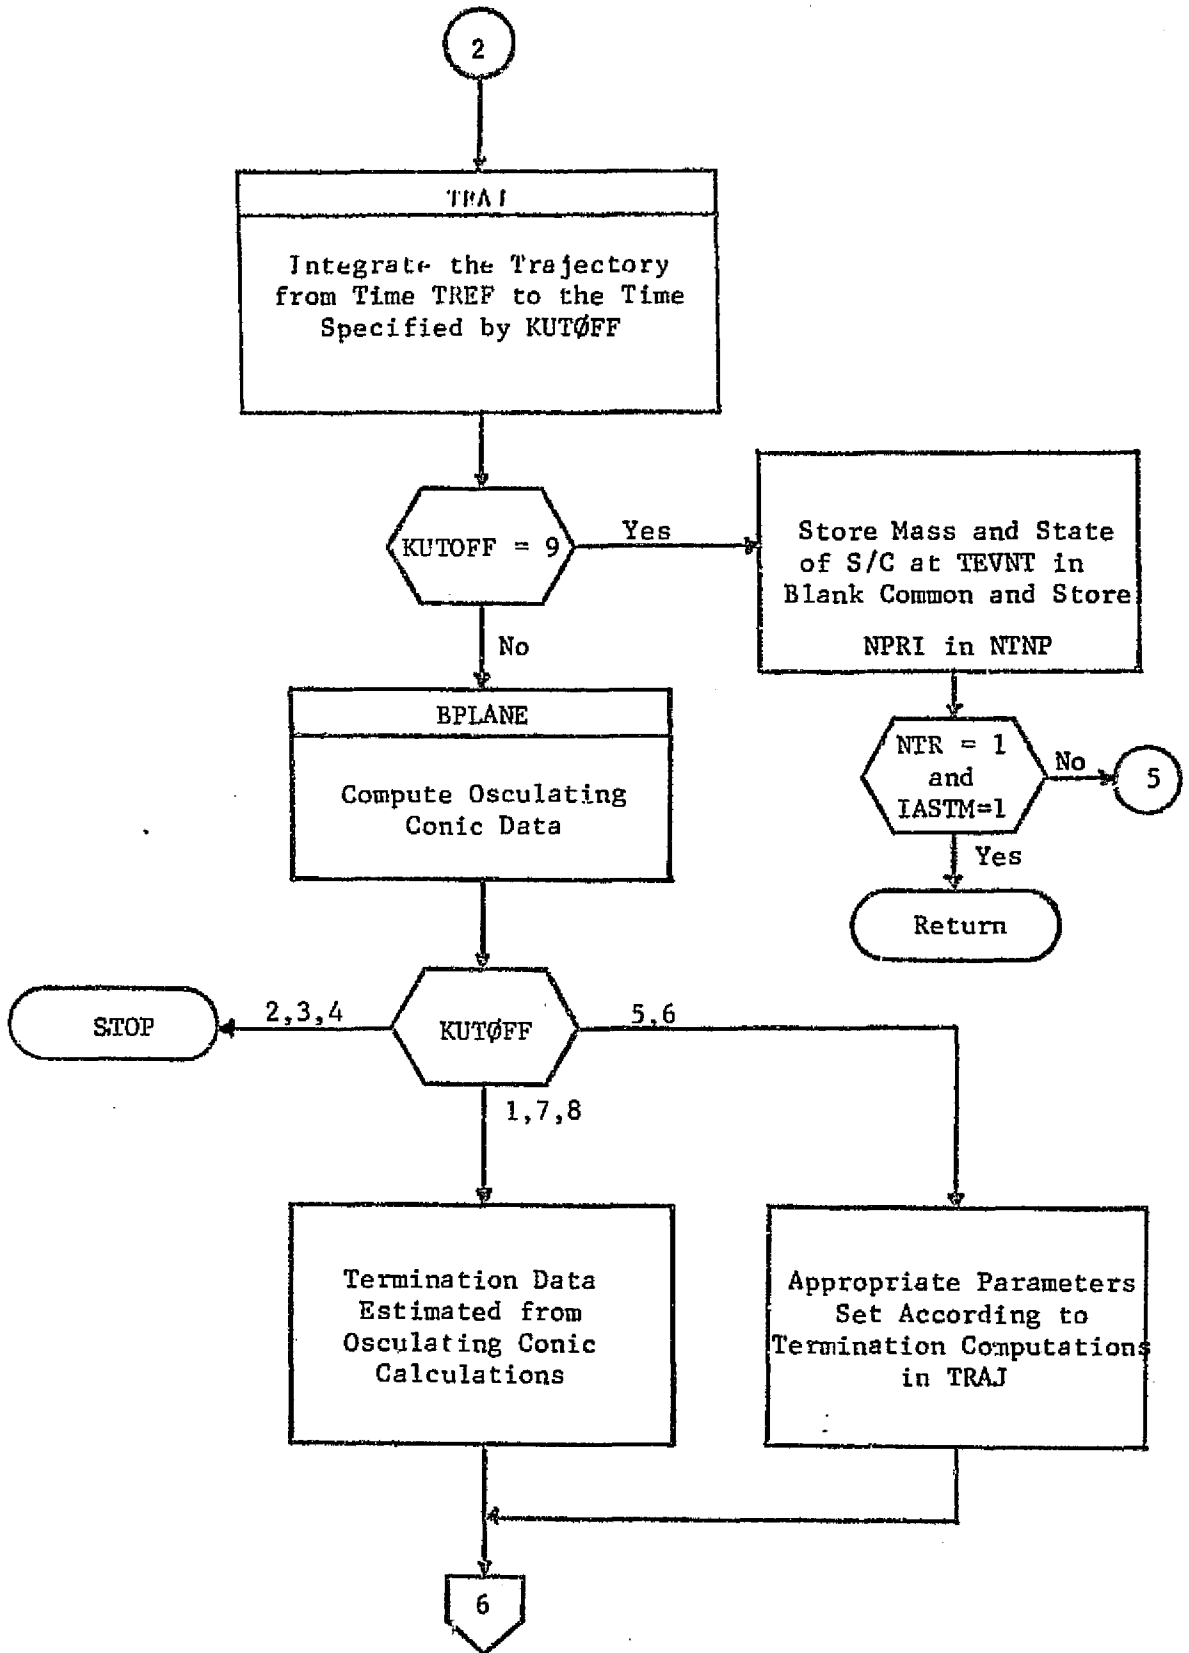 2
TRAJ
Integrate the Trajectory
from Time TREF to the Time
Specified by KUTØFF
KUTOFF = 9
Yes
Store Mass and State
of S/C at TEVNT in
Blank Common and Store
NPRI in NTNP
No
BPLANE
Compute Osculating
Conic Data
NTR = 1
and
IASTM=1
No
5
Yes
Return
STOP
2,3,4
KUTØFF
5,6
1,7,8
Termination Data
Estimated from
Osculating Conic
Calculations
Appropriate Parameters
Set According to
Termination Computations
in TRAJ
6